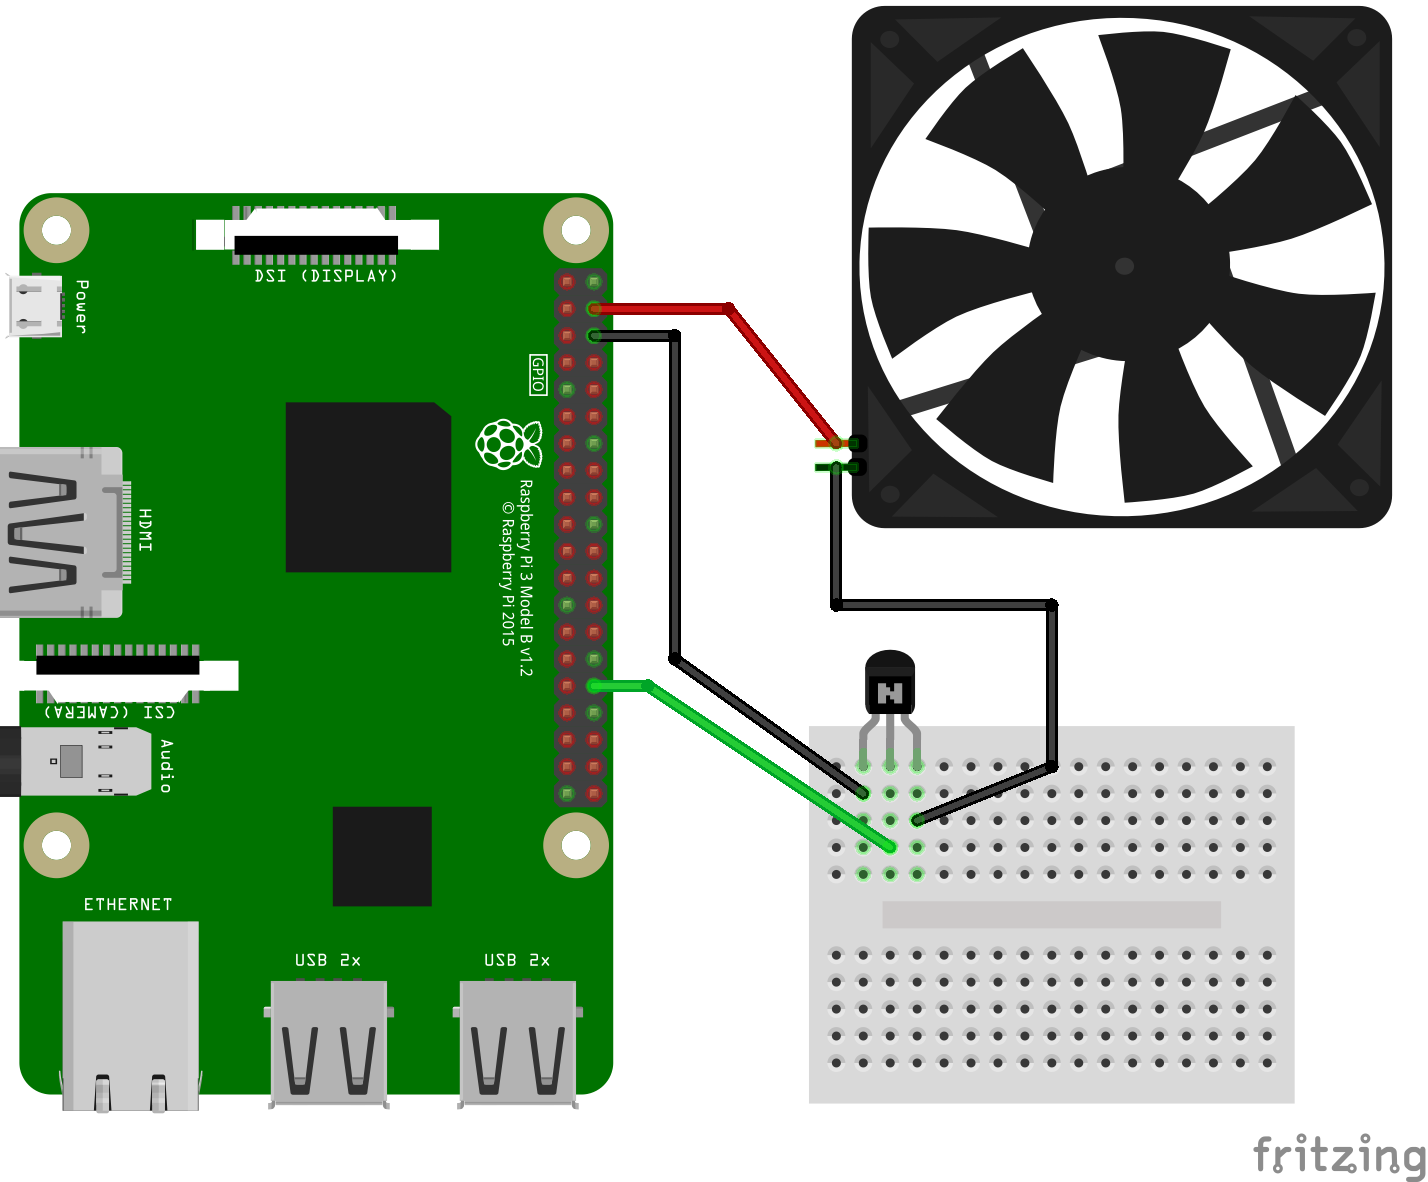 DSI (DISPLAY)
Power
GPIO
Raspberry Pi 3 Model B v1.2
© Raspberry Pi 2015
HDMI
CSI (CAMERA)
Audio
N
ETHERNET
USB 2x
USB 2x
fritzing